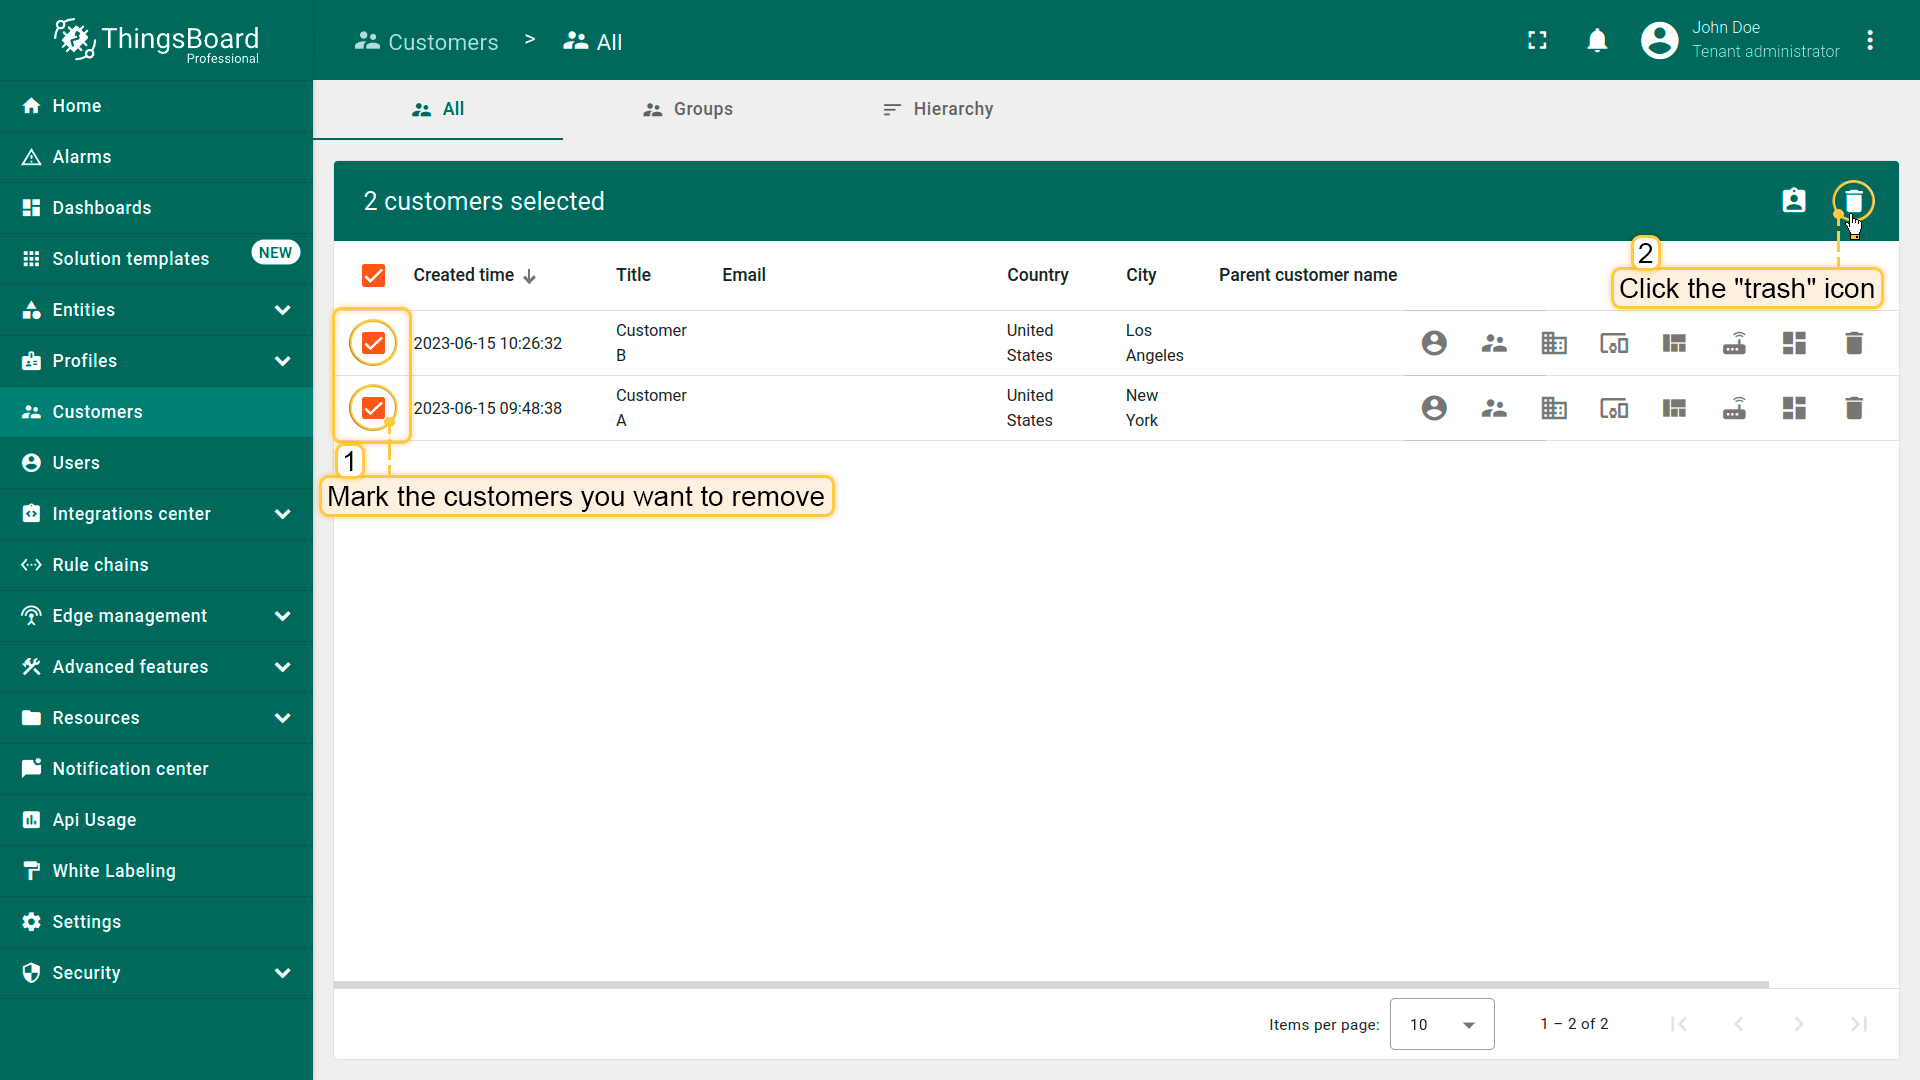 ThingsBoard
Professional
Customers > All
John Doe
Tenant administrator
Home
Alarms
Dashboards
Solution templates NEW
Entities
Profiles
Customers
Users
Integrations center
Rule chains
Edge management
Advanced features
Resources
Notification center
Api Usage
White Labeling
Settings
Security
All Groups Hierarchy
2 customers selected
2
Click the "trash" icon
Created time Title Email Country City Parent customer name
2023-06-15 10:26:32 Customer B United States Los Angeles
2023-06-15 09:48:38 Customer A United States New York
1
Mark the customers you want to remove
Items per page: 10 1 – 2 of 2